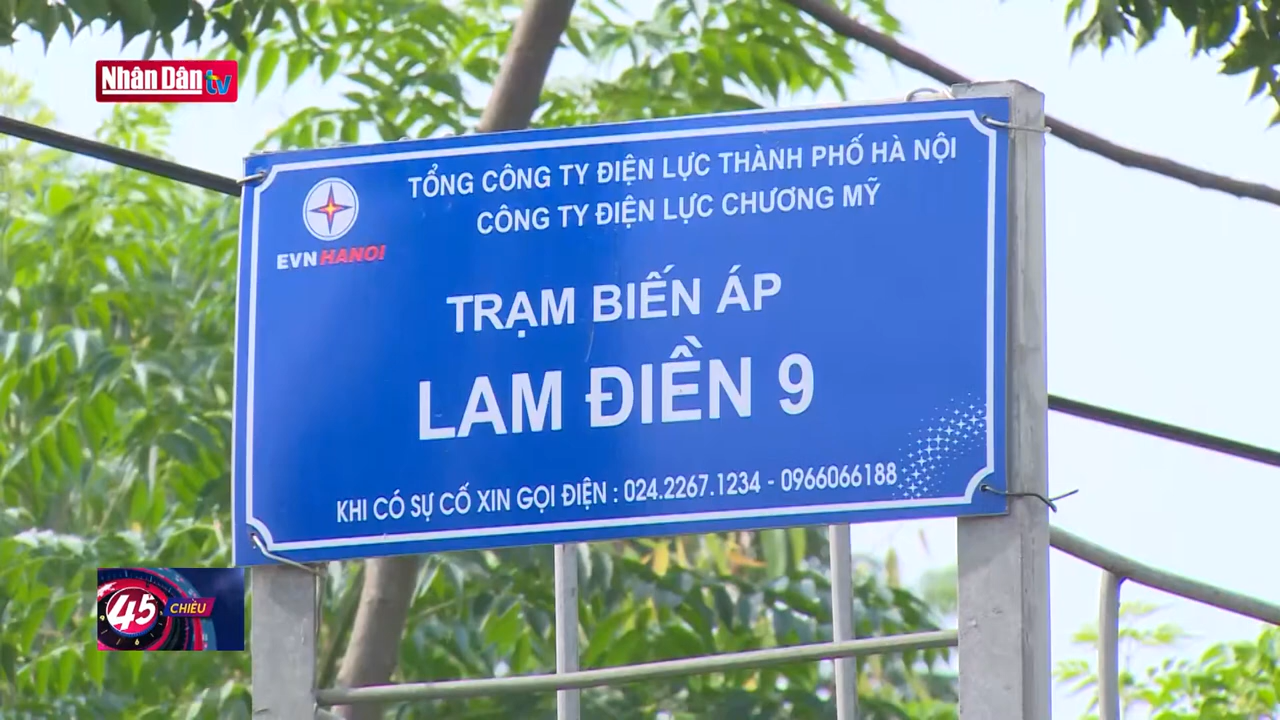 Nhân Dân tv
TỔNG CÔNG TY ĐIỆN LỰC THÀNH PHỐ HÀ NỘI
CÔNG TY ĐIỆN LỰC CHƯƠNG MỸ
EVNHANOI
TRẠM BIẾN ÁP
LAM ĐIỀN 9
KHI CÓ SỰ CỐ XIN GỌI ĐIỆN : 024.2267.1234 - 0966066188
45 CHIỀU